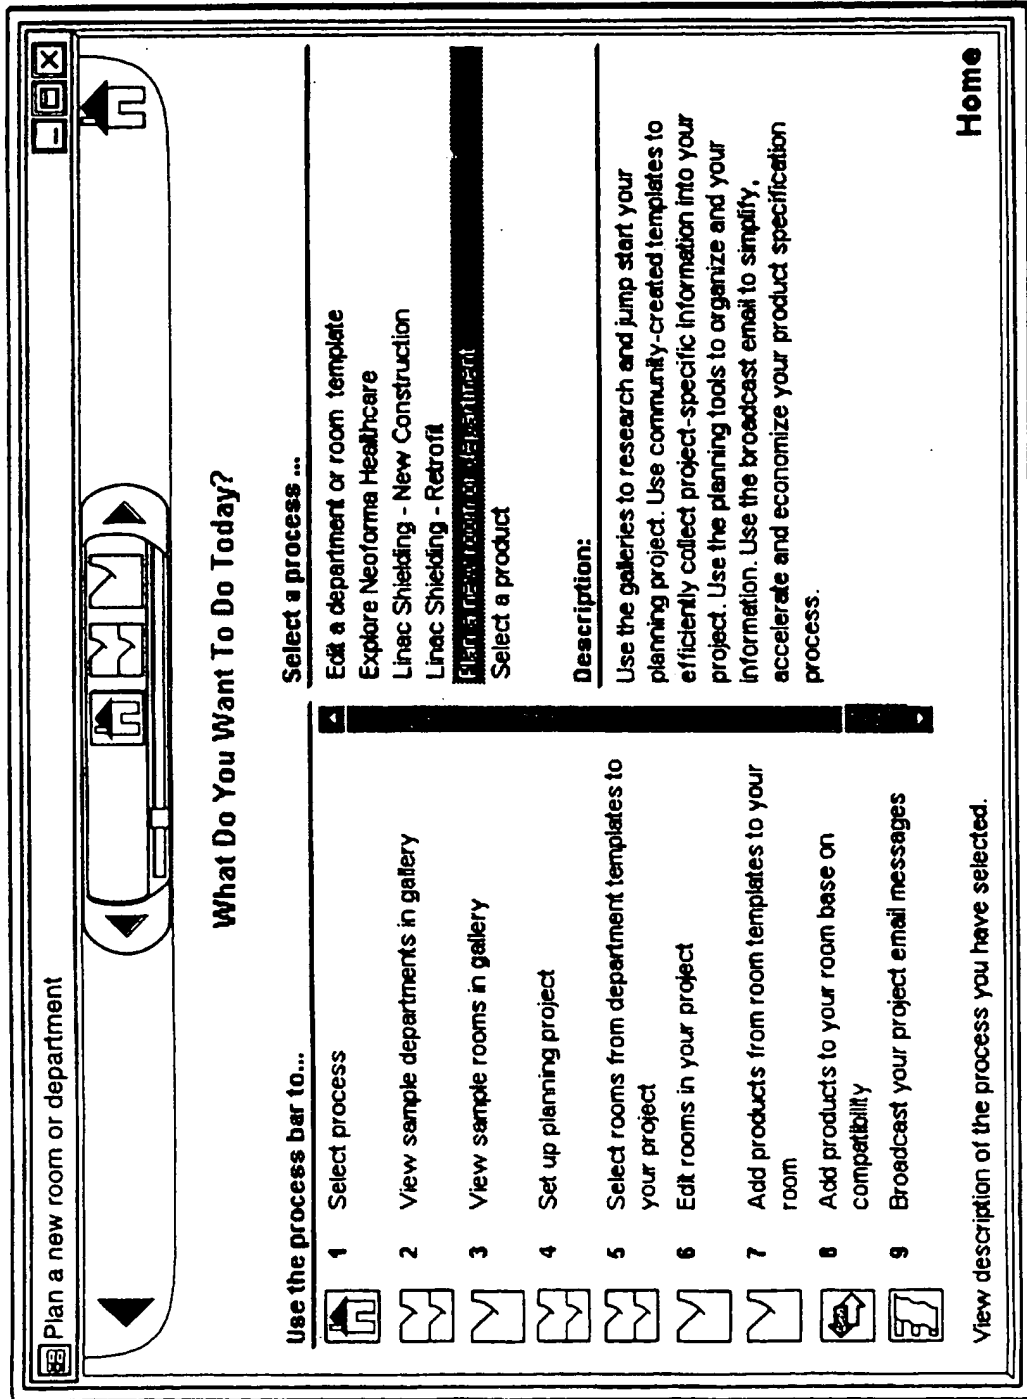 Plan a new room or department
What Do You Want To Do Today?
Use the process bar to...
1 Select process
2 View sample departments in gallery
3 View sample rooms in gallery
4 Set up planning project
5 Select rooms from department templates to
your project
6 Edit rooms in your project
7 Add products from room templates to your
room
8 Add products to your room base on
compatibility
9 Broadcast your project email messages
Select a process ...
Edit a department or room template
Explore Neoforma Healthcare
Linac Shielding - New Construction
Linac Shielding - Retrofit
Plan a new room or department
Select a product
Description:
Use the galleries to research and jump start your
planning project. Use community-created templates to
efficiently collect project-specific information into your
project. Use the planning tools to organize and your
information. Use the broadcast email to simplify,
accelerate and economize your product specification
process.
View description of the process you have selected.
Home